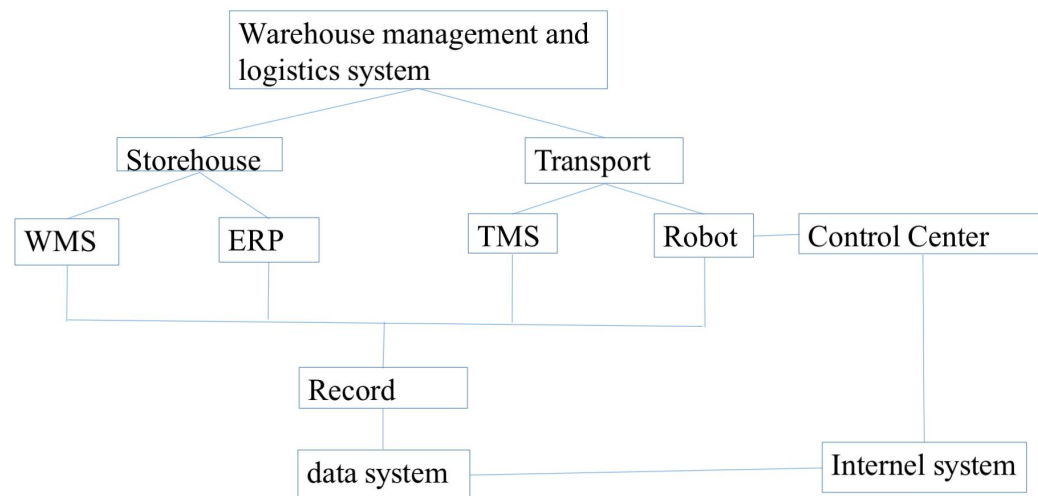 Warehouse management and
logistics system
Storehouse
Transport
WMS
ERP
TMS
Robot
Control Center
Record
data system
Internel system